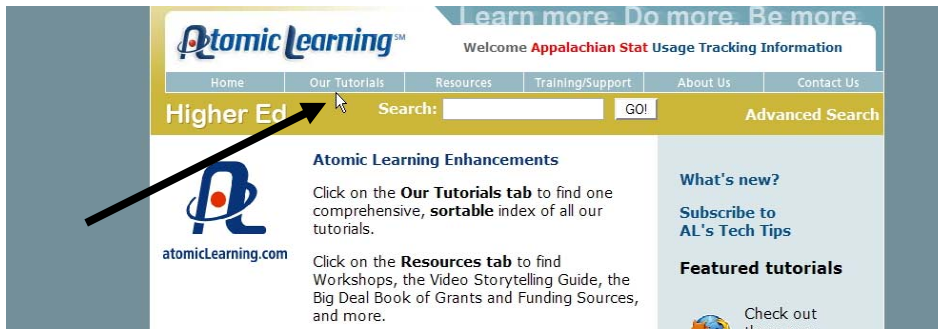 Learn more. Do more. Be more.
Atomic Learning SM
Welcome Appalachian Stat Usage Tracking Information
Home Our Tutorials Resources Training/Support About Us Contact Us
Higher Ed Search: GO! Advanced Search
Atomic Learning Enhancements
Click on the Our Tutorials tab to find one
comprehensive, sortable index of all our
tutorials.
Click on the Resources tab to find
Workshops, the Video Storytelling Guide, the
Big Deal Book of Grants and Funding Sources,
and more.
AL
atomicLearning.com
What's new?
Subscribe to
AL's Tech Tips
Featured tutorials
Check out